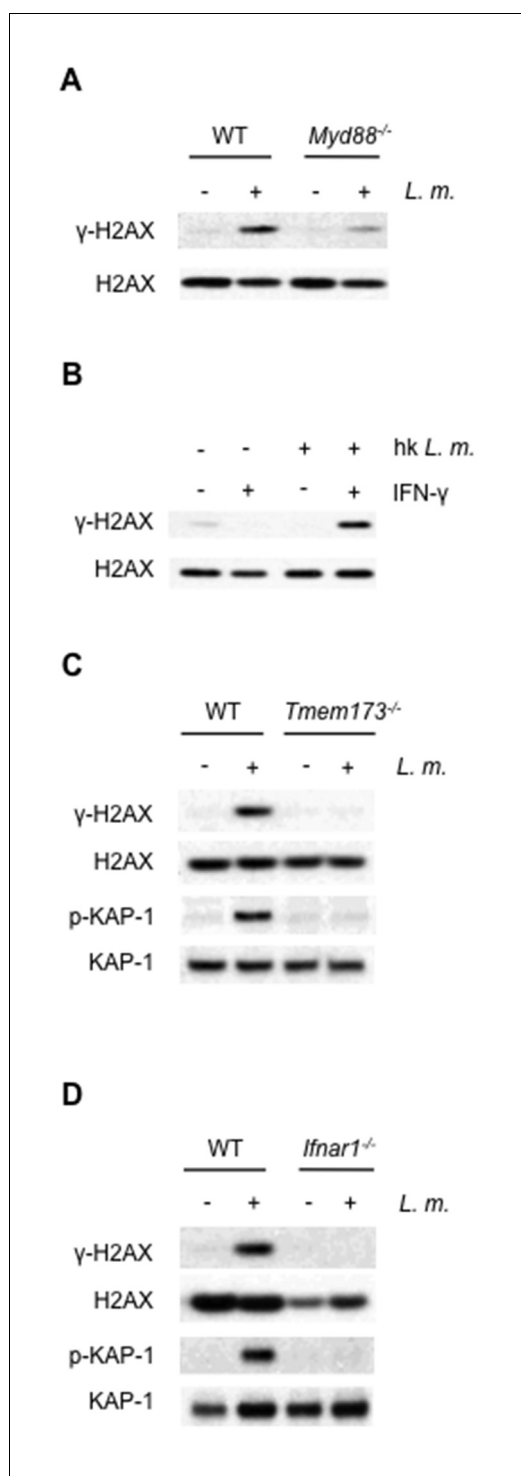 A
WT Myd88-/-
- + - + L. m.
γ-H2AX
H2AX
B
- - + + hk L. m.
- + - + IFN-γ
γ-H2AX
H2AX
C
WT Tmem173-/-
- + - + L. m.
γ-H2AX
H2AX
p-KAP-1
KAP-1
D
WT Ifnar1-/-
- + - + L. m.
γ-H2AX
H2AX
p-KAP-1
KAP-1